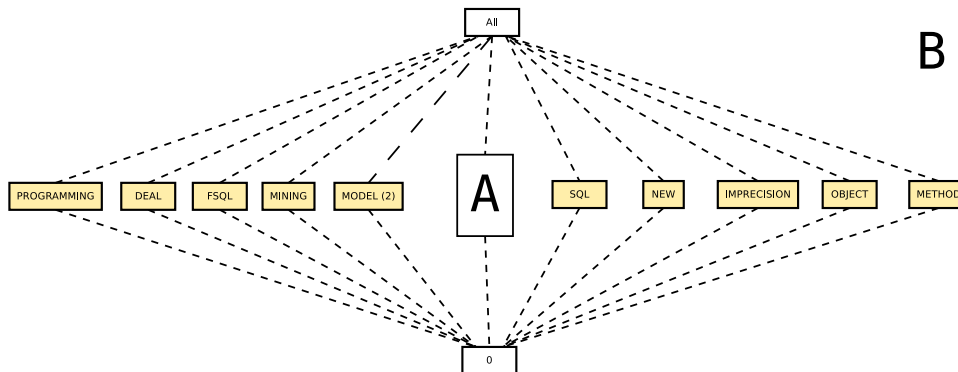 All
B
PROGRAMMING
DEAL
FSQL
MINING
MODEL (2)
A
SQL
NEW
IMPRECISION
OBJECT
METHOD
0